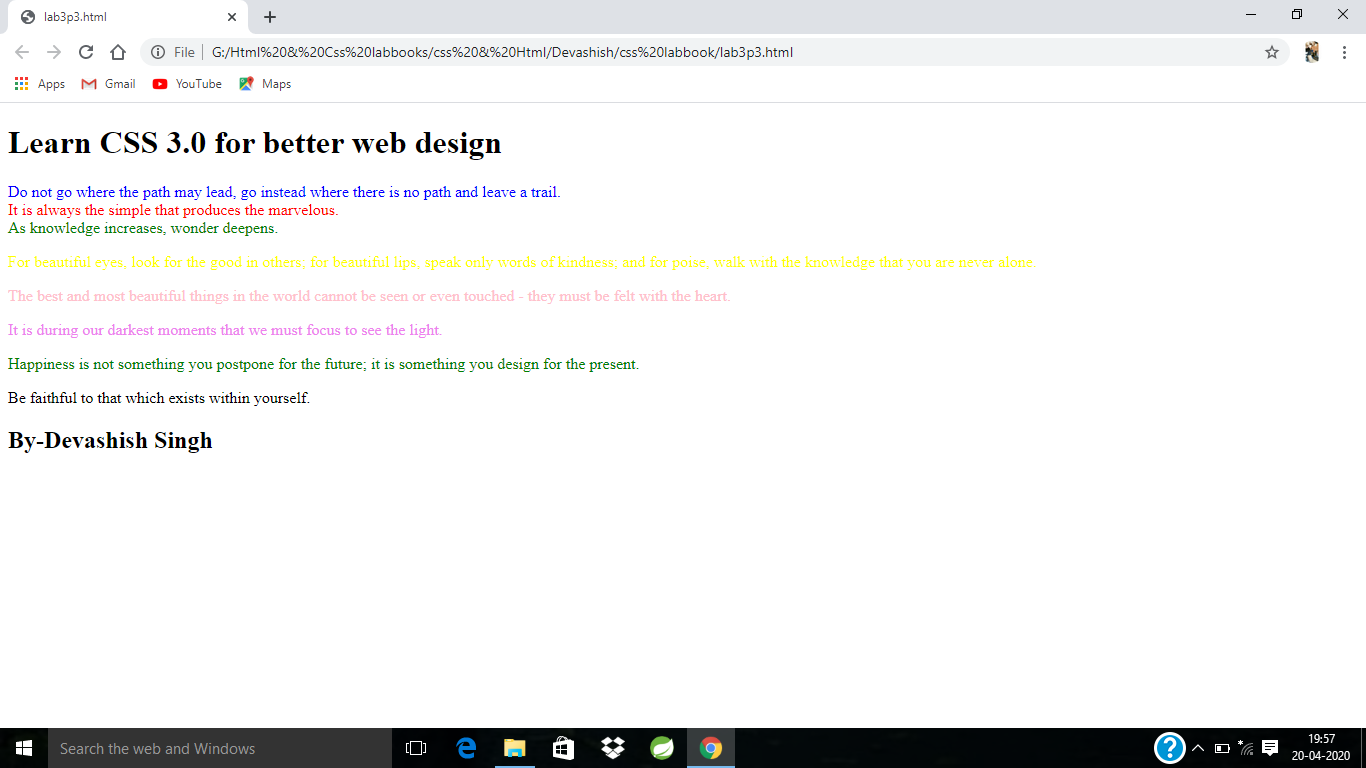 lab3p3.html
File
G:/Html%20&%20Css%20labbooks/css%20&%20Html/Devashish/css%20labbook/lab3p3.html
Apps Gmail YouTube Maps
Learn CSS 3.0 for better web design
Do not go where the path may lead, go instead where there is no path and leave a trail.
It is always the simple that produces the marvelous.
As knowledge increases, wonder deepens.
For beautiful eyes, look for the good in others; for beautiful lips, speak only words of kindness; and for poise, walk with the knowledge that you are never alone.
The best and most beautiful things in the world cannot be seen or even touched - they must be felt with the heart.
It is during our darkest moments that we must focus to see the light.
Happiness is not something you postpone for the future; it is something you design for the present.
Be faithful to that which exists within yourself.
By-Devashish Singh
Search the web and Windows
19:57
20-04-2020